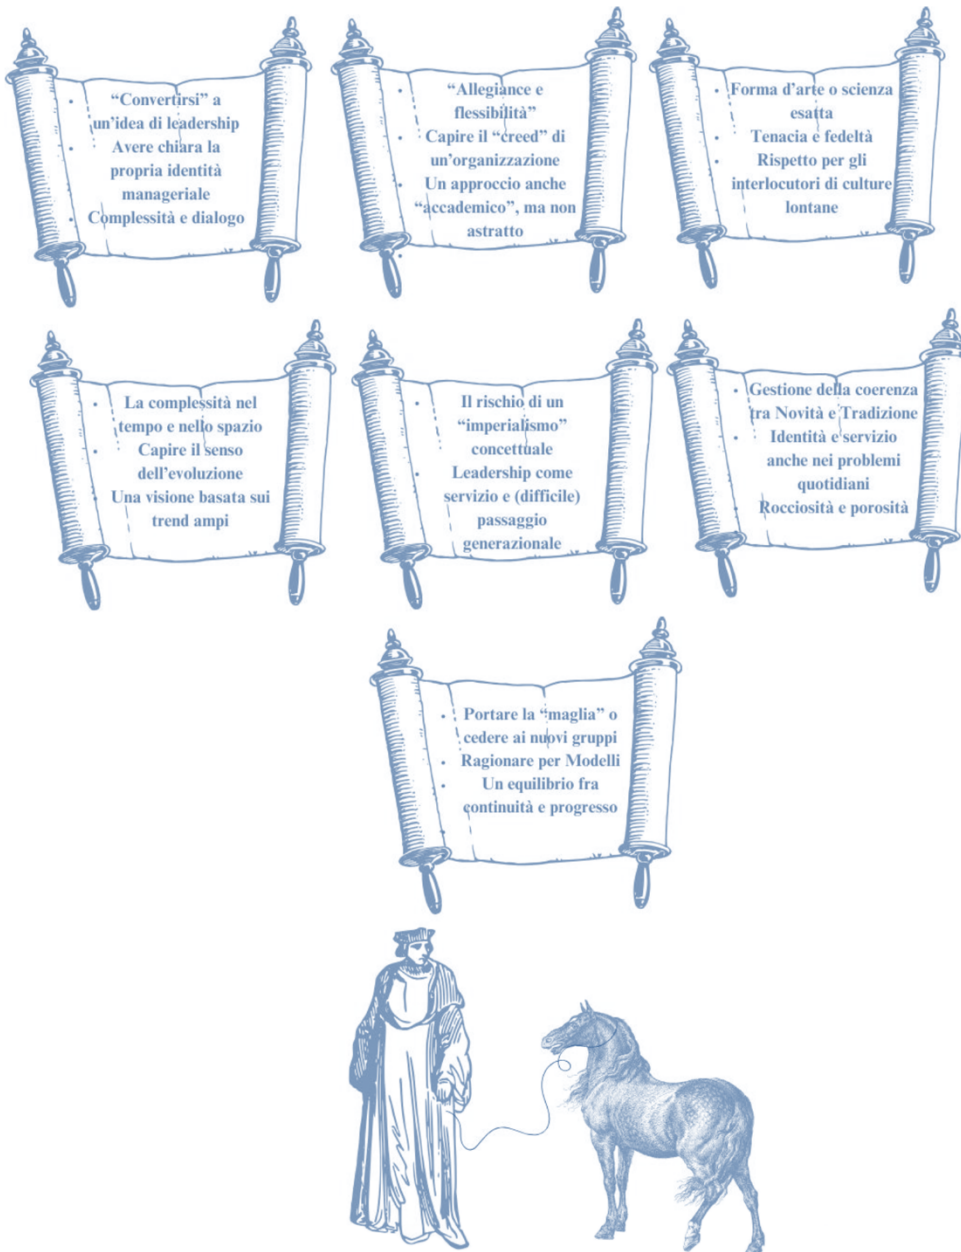 • “Convertirsi” a
un’idea di leadership
• Avere chiara la
propria identità
manageriale
• Complessità e dialogo
• “Allegiance e
flessibilità”
• Capire il “creed” di
un’organizzazione
• Un approccio anche
“accademico”, ma non
astratto
•
• Forma d’arte o scienza
esatta
• Tenacia e fedeltà
• Rispetto per gli
interlocutori di culture
lontane
• La complessità nel
tempo e nello spazio
• Capire il senso
dell’evoluzione
• Una visione basata sui
trend ampi
• Il rischio di un
“imperialismo”
concettuale
• Leadership come
servizio e (difficile)
passaggio
generazionale
• Gestione della coerenza
tra Novità e Tradizione
• Identità e servizio
anche nei problemi
quotidiani
• Rocciosità e porosità
• Portare la “maglia” o
cedere ai nuovi gruppi
• Ragionare per Modelli
• Un equilibrio fra
continuità e progresso
•